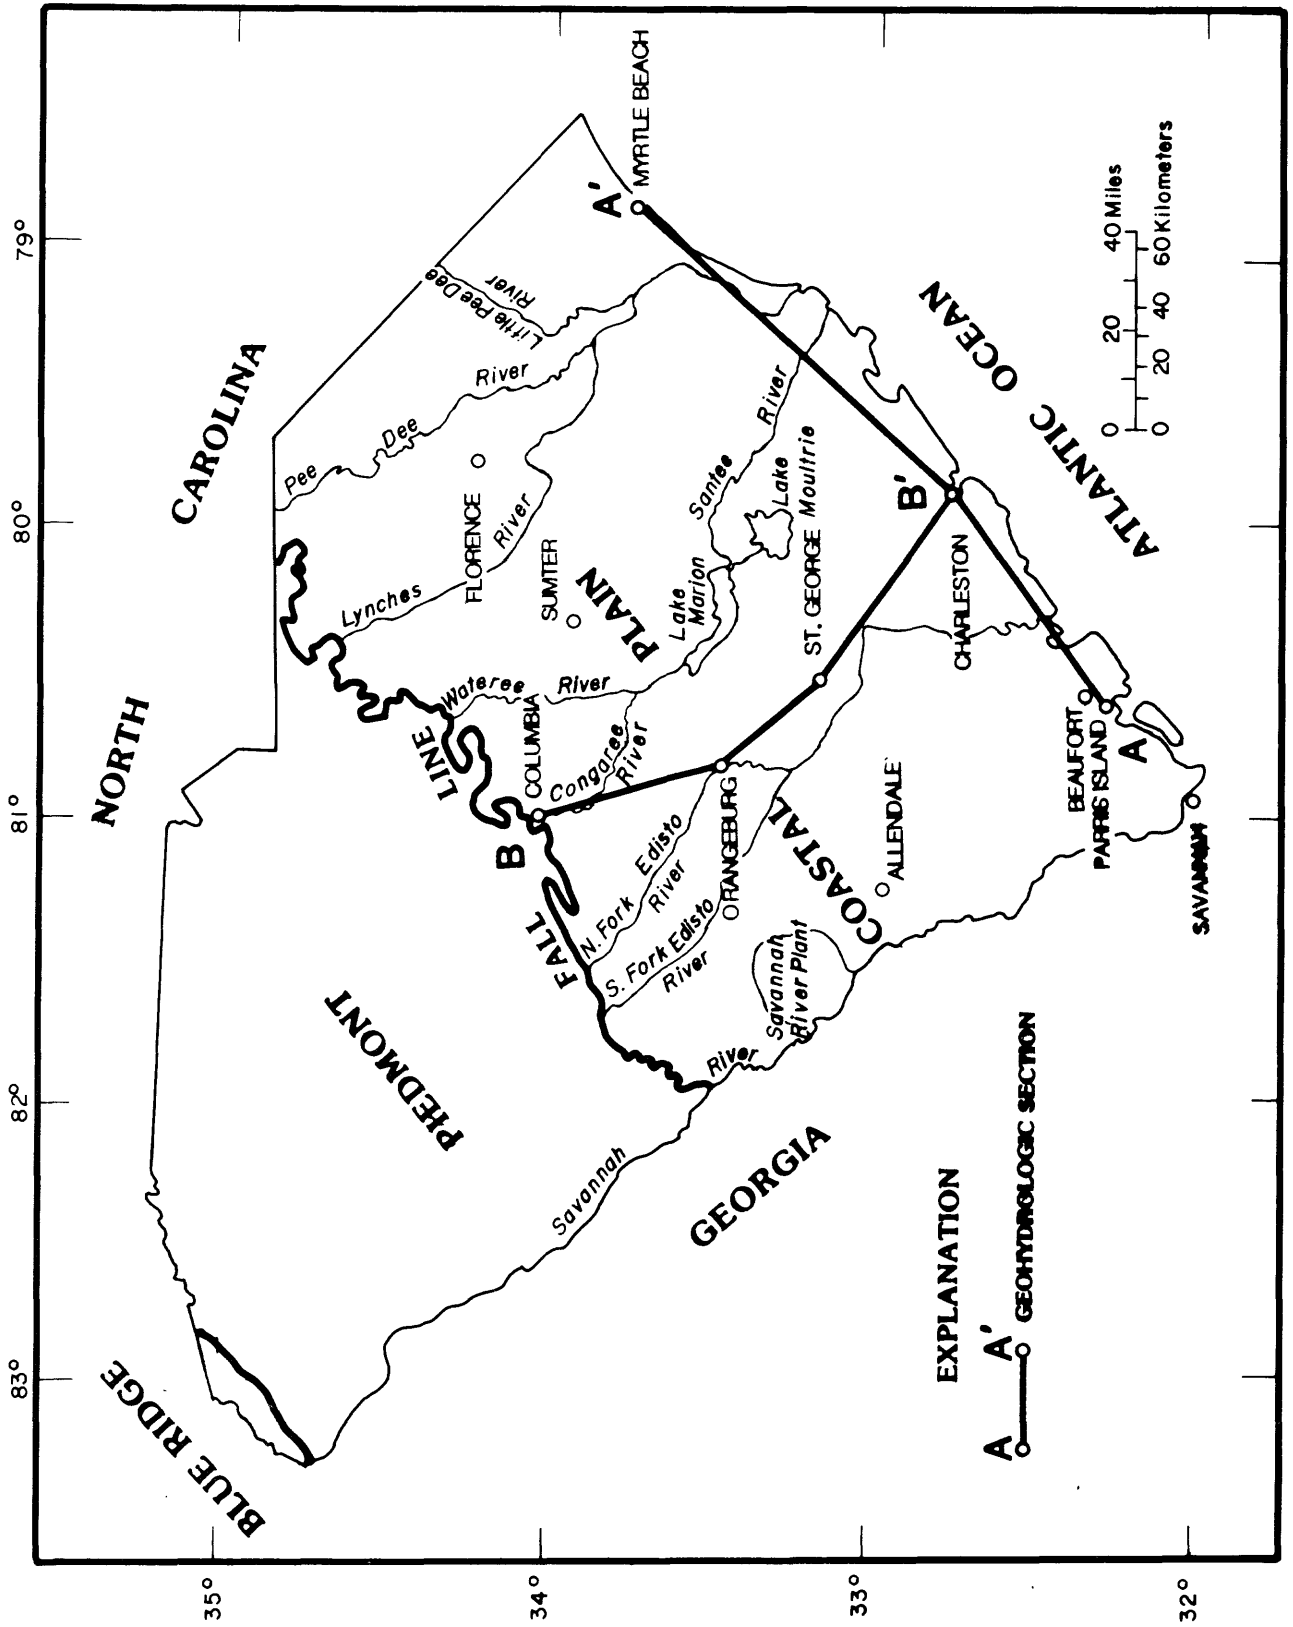 35°
34°
33°
32°
83°
82°
81°
80°
79°
BLUE RIDGE
NORTH
CAROLINA
PIEDMONT
GEORGIA
FALL
LINE
COASTAL
PLAIN
ATLANTIC OCEAN
Savannah
River
Savannah
River Plant
S. Fork Edisto
River
N. Fork Edisto
River
Congaree
River
Wateree River
Lynches
River
Pee Dee
River
Little Pee Dee
River
Santee
River
Lake
Marion
Lake
Moultrie
B
COLUMBIA
ORANGEBURG
ST. GEORGE
SUMTER
FLORENCE
ALLENDALE
CHARLESTON
B'
A'
MYRTLE BEACH
BEAUFORT
PARRIS ISLAND
A
SAVANNAH
0 20 40 Miles
0 20 40 60 Kilometers
EXPLANATION
A A'
GEOHYDROLOGIC SECTION